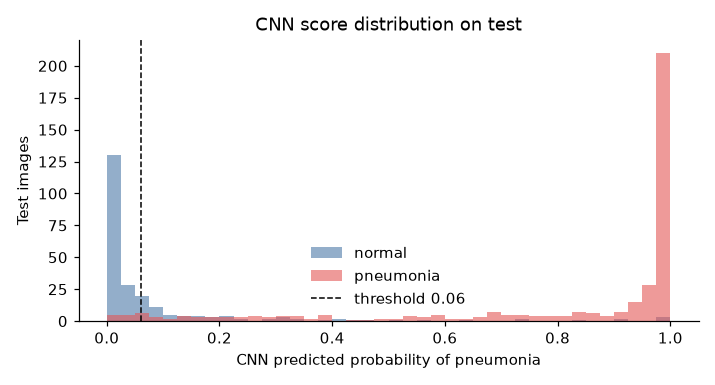 CNN score distribution on test
Test images
200
175
150
125
100
75
50
25
0
normal
pneumonia
threshold 0.06
0.0 0.2 0.4 0.6 0.8 1.0
CNN predicted probability of pneumonia